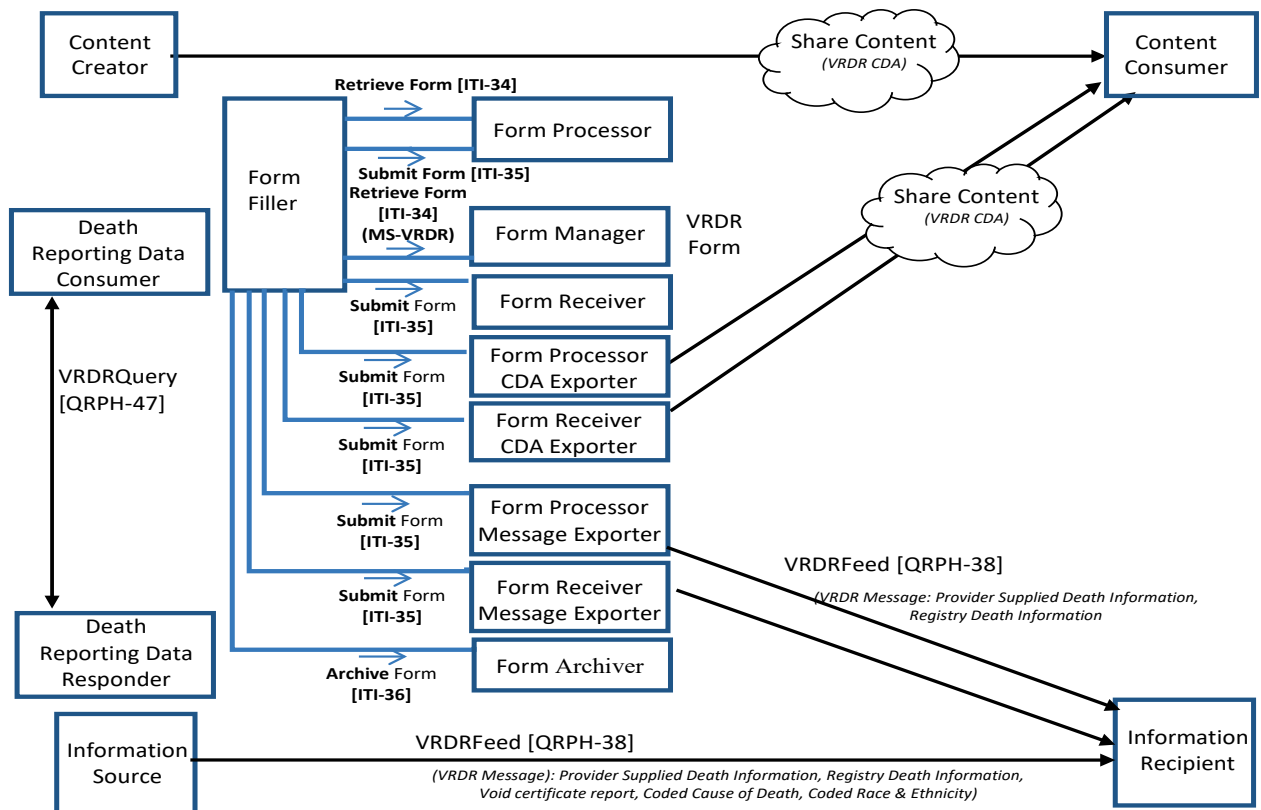 Content
Creator
Share Content
(VRDR CDA)
Content
Consumer
Retrieve Form [ITI-34]
Form Processor
Submit Form [ITI-35]
Form
Filler
Retrieve Form
[ITI-34]
(MS-VRDR)
Form Manager
VRDR
Form
Share Content
(VRDR CDA)
Death
Reporting Data
Consumer
Form Receiver
Submit Form
[ITI-35]
VRDRQuery
[QRPH-47]
Form Processor
CDA Exporter
Submit Form
[ITI-35]
Form Receiver
CDA Exporter
Submit Form
[ITI-35]
Form Processor
Message Exporter
Submit Form
[ITI-35]
VRDRFeed [QRPH-38]
(VRDR Message: Provider Supplied Death Information,
Registry Death Information
Form Receiver
Message Exporter
Submit Form
[ITI-35]
Death
Reporting Data
Responder
Form Archiver
Archive Form
[ITI-36]
Information
Source
VRDRFeed [QRPH-38]
(VRDR Message): Provider Supplied Death Information, Registry Death Information,
Void certificate report, Coded Cause of Death, Coded Race & Ethnicity)
Information
Recipient